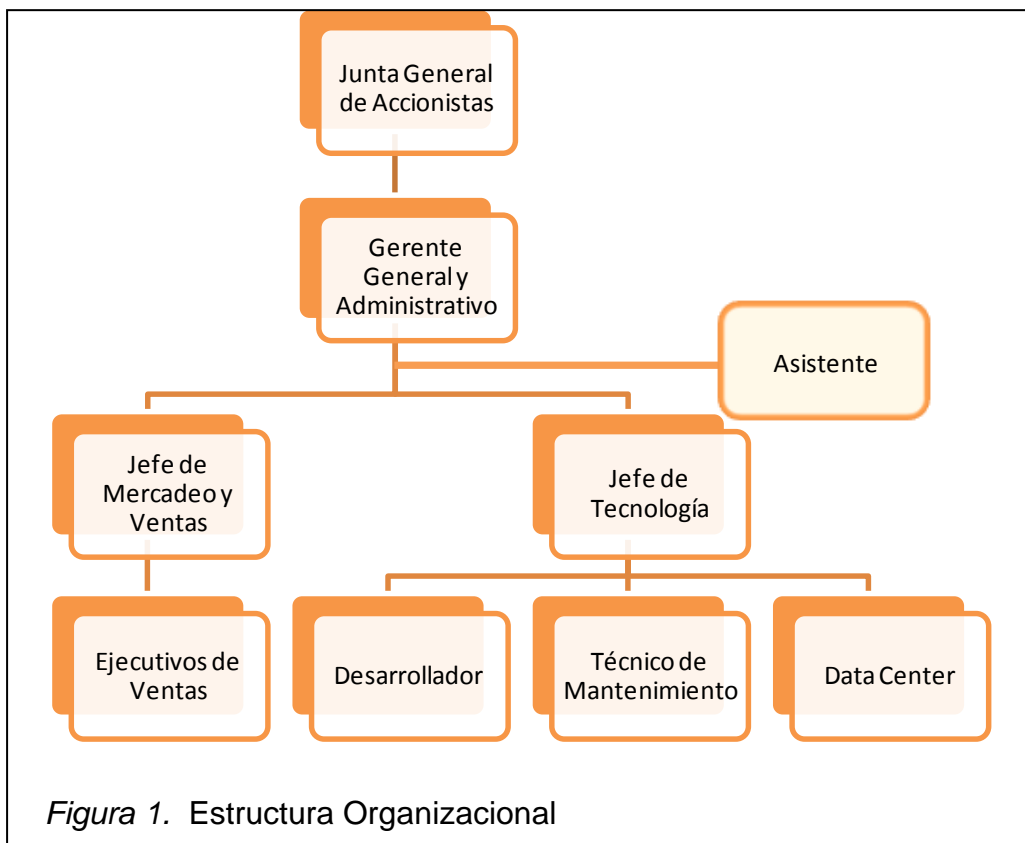 Junta General
de Accionistas
Gerente
General y
Administrativo
Asistente
Jefe de
Mercadeo y
Ventas
Jefe de
Tecnología
Ejecutivos de
Ventas
Desarrollador
Técnico de
Mantenimiento
Data Center
Figura 1. Estructura Organizacional